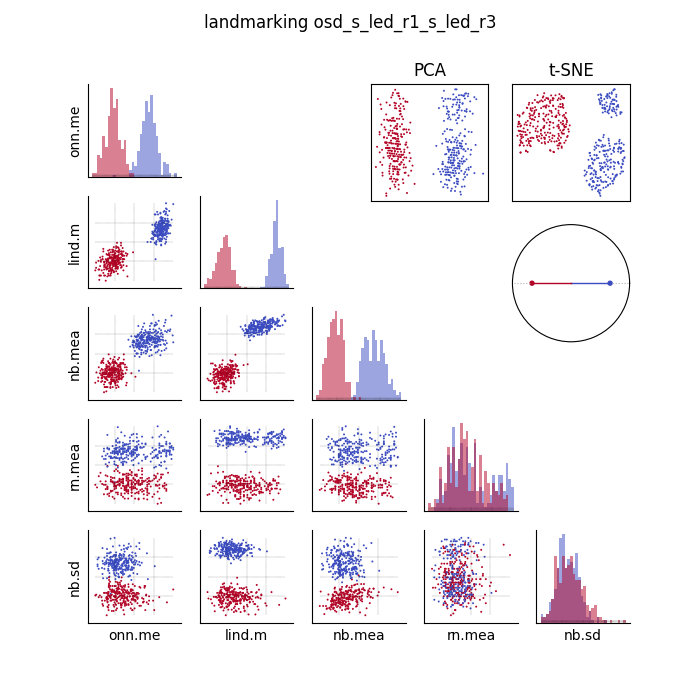 landmarking osd_s_led_r1_s_led_r3
PCA
t-SNE
onn.me
lind.m
nb.mea
rn.mea
nb.sd
onn.me
lind.m
nb.mea
rn.mea
nb.sd